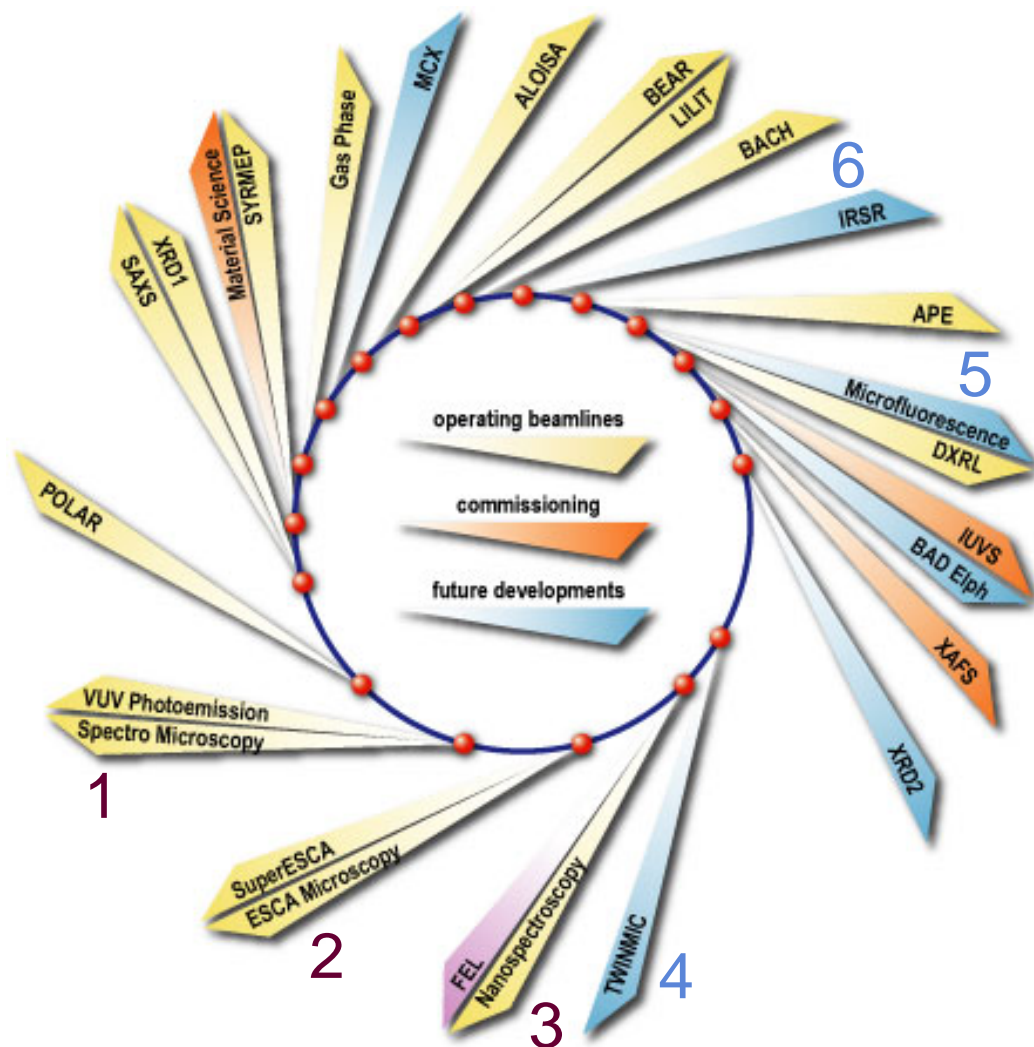 MCX
ALOISA
BEAR
LILIT
Gas Phase
BACH
6
Material Science
SYRMEP
IRSR
XRD1
SAXS
APE
5
Microfluorescence
DXRL
operating beamlines
POLAR
commissioning
IUVS
BAD Elph
future developments
XAFS
VUV Photoemission
Spectro Microscopy
XRD2
1
SuperESCA
ESCA Microscopy
2
FEL
Nanospectroscopy
TWINMIC
4
3